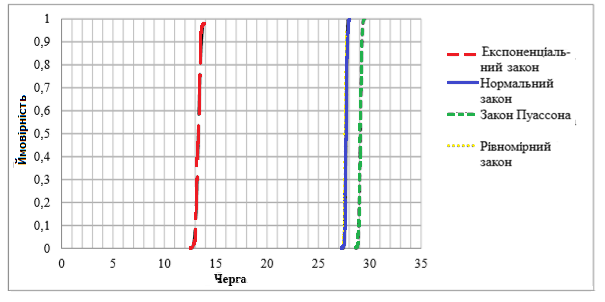 1
0,9
0,8
0,7
0,6
0,5
0,4
0,3
0,2
0,1
0
Ймовірність
0 5 10 15 20 25 30 35
Черга
Експоненціаль-
ний закон
Нормальний
закон
Закон Пуассона
Рівномірний
закон